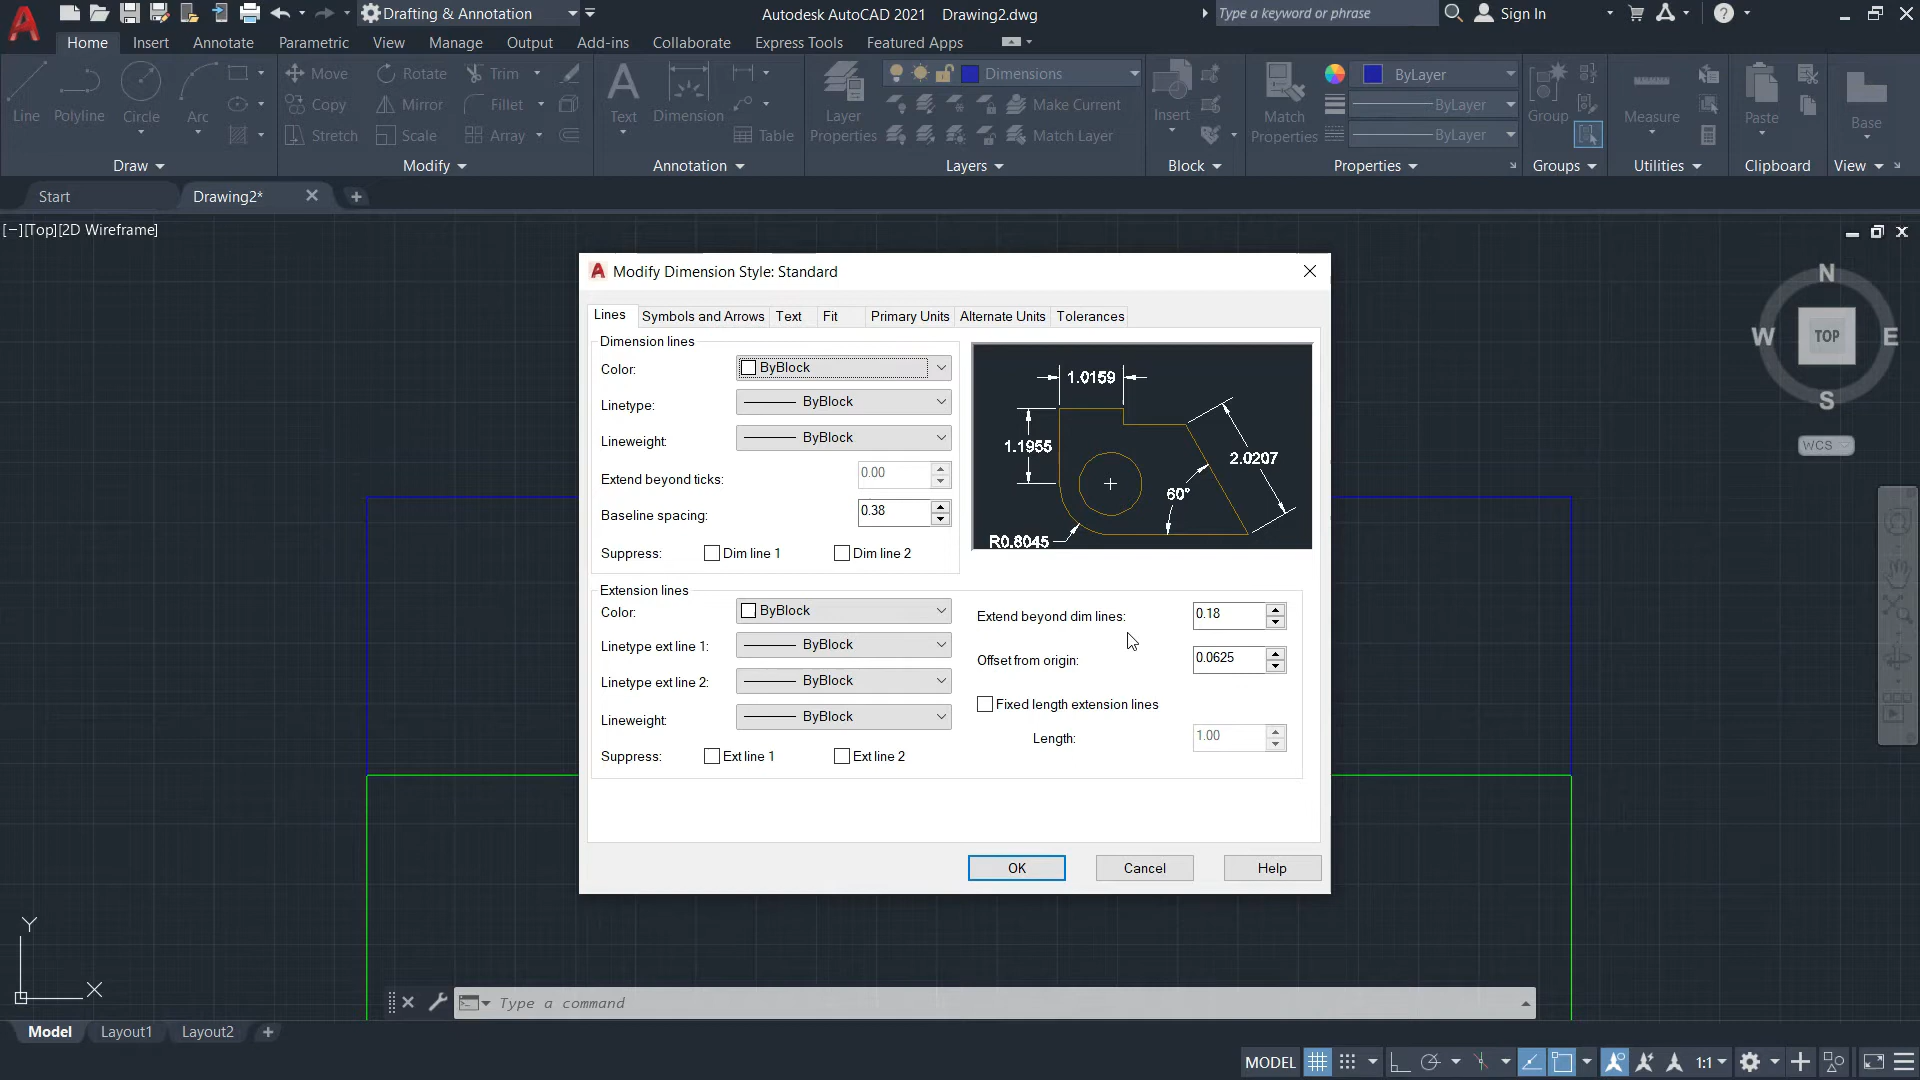 Drafting & Annotation
Autodesk AutoCAD 2021 Drawing2.dwg
Type a keyword or phrase
Sign In
Home Insert Annotate Parametric View Manage Output Add-ins Collaborate Express Tools Featured Apps
Move Rotate Trim Dimensions ByLayer
Copy Mirror Fillet Make Current ByLayer
Line Polyline Circle Arc Text Dimension Layer Properties Insert Match Properties Group Measure Paste Base
Stretch Scale Array Table Match Layer ByLayer
Draw Modify Annotation Layers Block Properties Groups Utilities Clipboard View
Start Drawing2*
[−][Top][2D Wireframe]
N
W TOP E
S
WCS
A Modify Dimension Style: Standard
Lines Symbols and Arrows Text Fit Primary Units Alternate Units Tolerances
Dimension lines
Color: ByBlock
Linetype: ByBlock
Lineweight: ByBlock
Extend beyond ticks: 0.00
Baseline spacing: 0.38
Suppress: Dim line 1 Dim line 2
1.0159
1.1955
2.0207
60°
R0.8045
Extension lines
Color: ByBlock
Linetype ext line 1: ByBlock
Linetype ext line 2: ByBlock
Lineweight: ByBlock
Suppress: Ext line 1 Ext line 2
Extend beyond dim lines: 0.18
Offset from origin: 0.0625
Fixed length extension lines
Length: 1.00
OK Cancel Help
Y
X
Type a command
Model Layout1 Layout2
MODEL 1:1